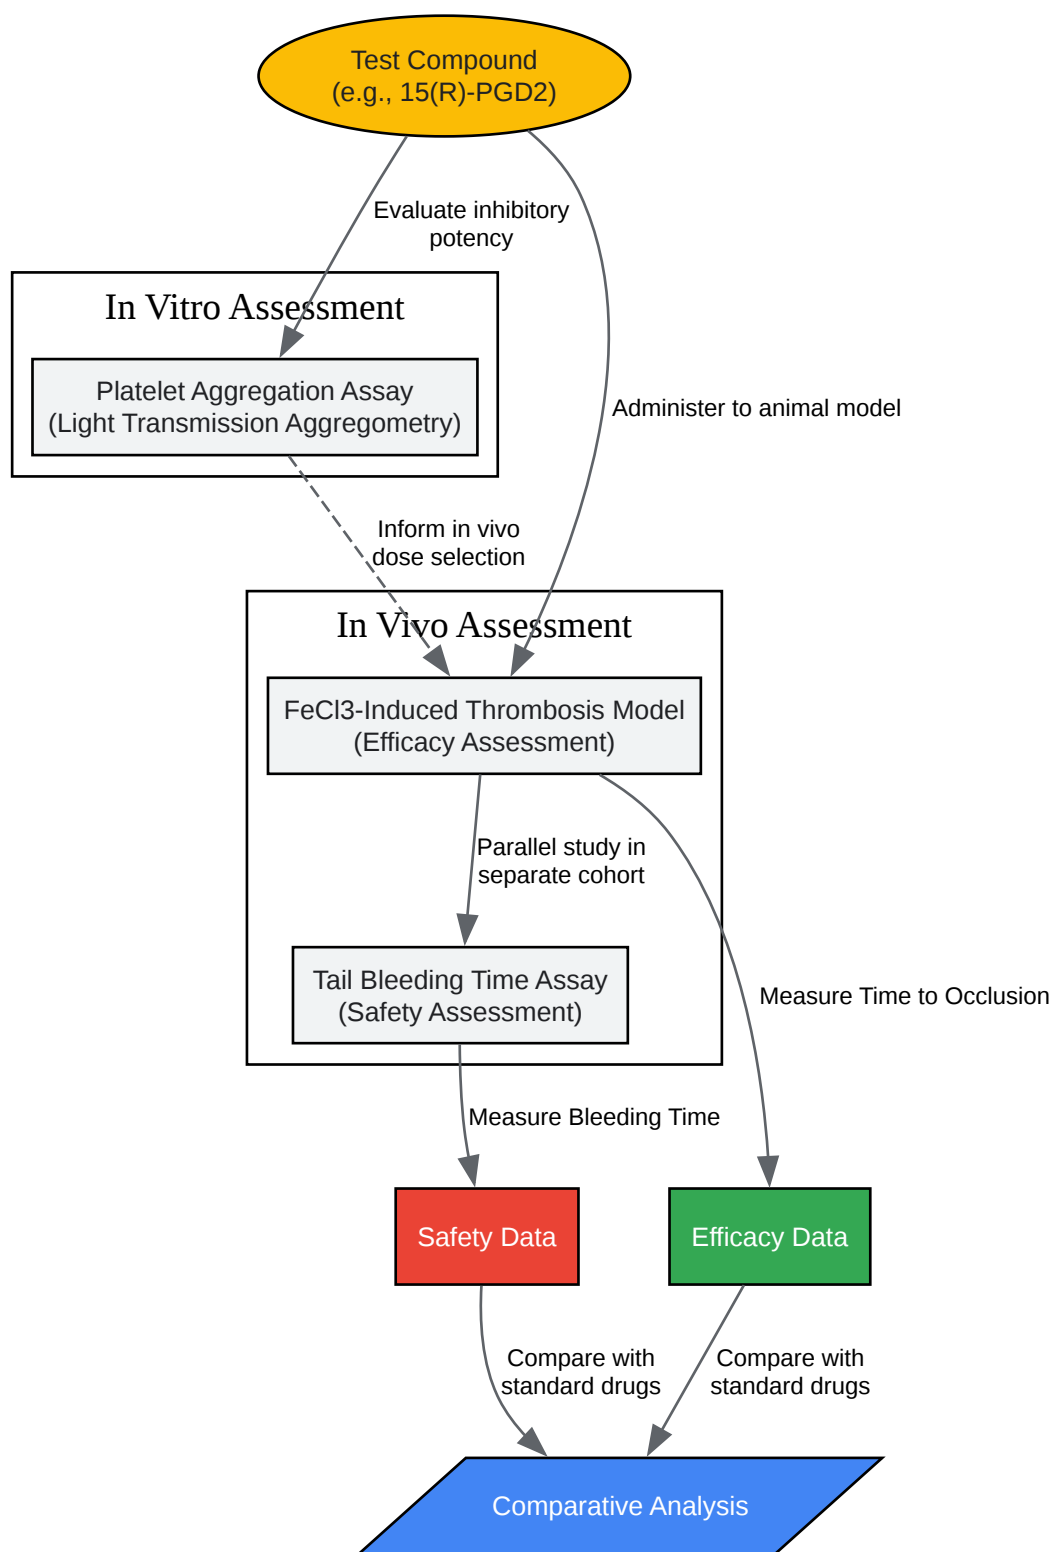 Test Compound
(e.g., 15(R)-PGD2)
Evaluate inhibitory
potency
In Vitro Assessment
Platelet Aggregation Assay
(Light Transmission Aggregometry)
Administer to animal model
Inform in vivo
dose selection
In Vivo Assessment
FeCl3-Induced Thrombosis Model
(Efficacy Assessment)
Parallel study in
separate cohort
Tail Bleeding Time Assay
(Safety Assessment)
Measure Time to Occlusion
Measure Bleeding Time
Safety Data
Efficacy Data
Compare with
standard drugs
Compare with
standard drugs
Comparative Analysis